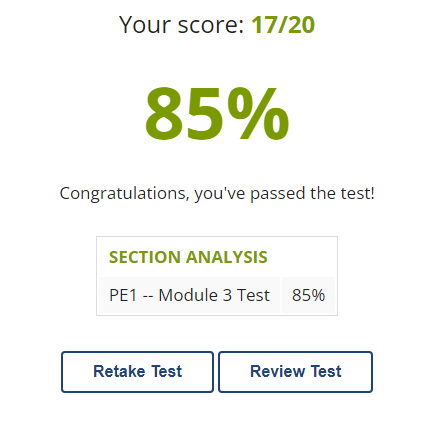 Your score: 17/20
85%
Congratulations, you've passed the test!
SECTION ANALYSIS
PE1 -- Module 3 Test 85%
Retake Test Review Test